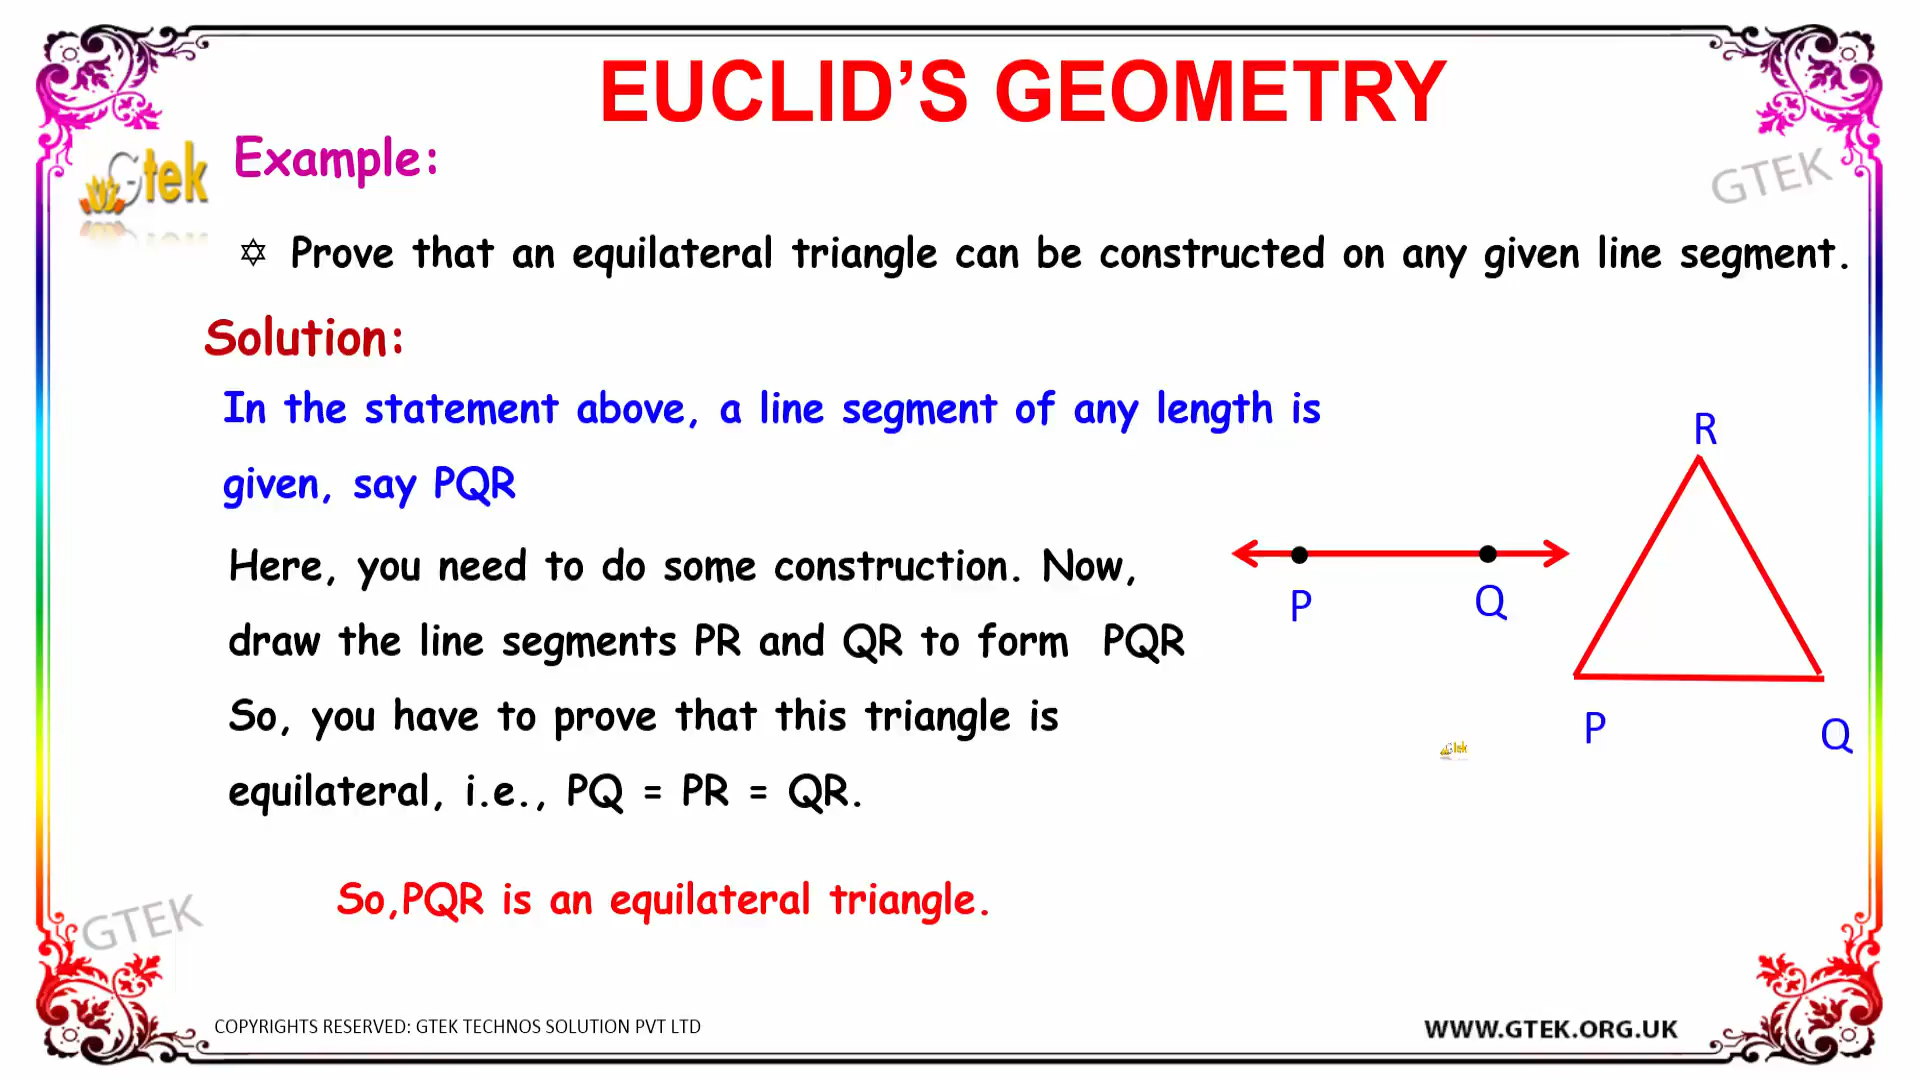 EUCLID’S GEOMETRY
Gtek
Example:
GTEK
✡ Prove that an equilateral triangle can be constructed on any given line segment.
Solution:
In the statement above, a line segment of any length is
given, say PQR
Here, you need to do some construction. Now,
draw the line segments PR and QR to form PQR
So, you have to prove that this triangle is
equilateral, i.e., PQ = PR = QR.
P
Q
R
P
Q
Gtek
So,PQR is an equilateral triangle.
GTEK
COPYRIGHTS RESERVED: GTEK TECHNOS SOLUTION PVT LTD
WWW.GTEK.ORG.UK